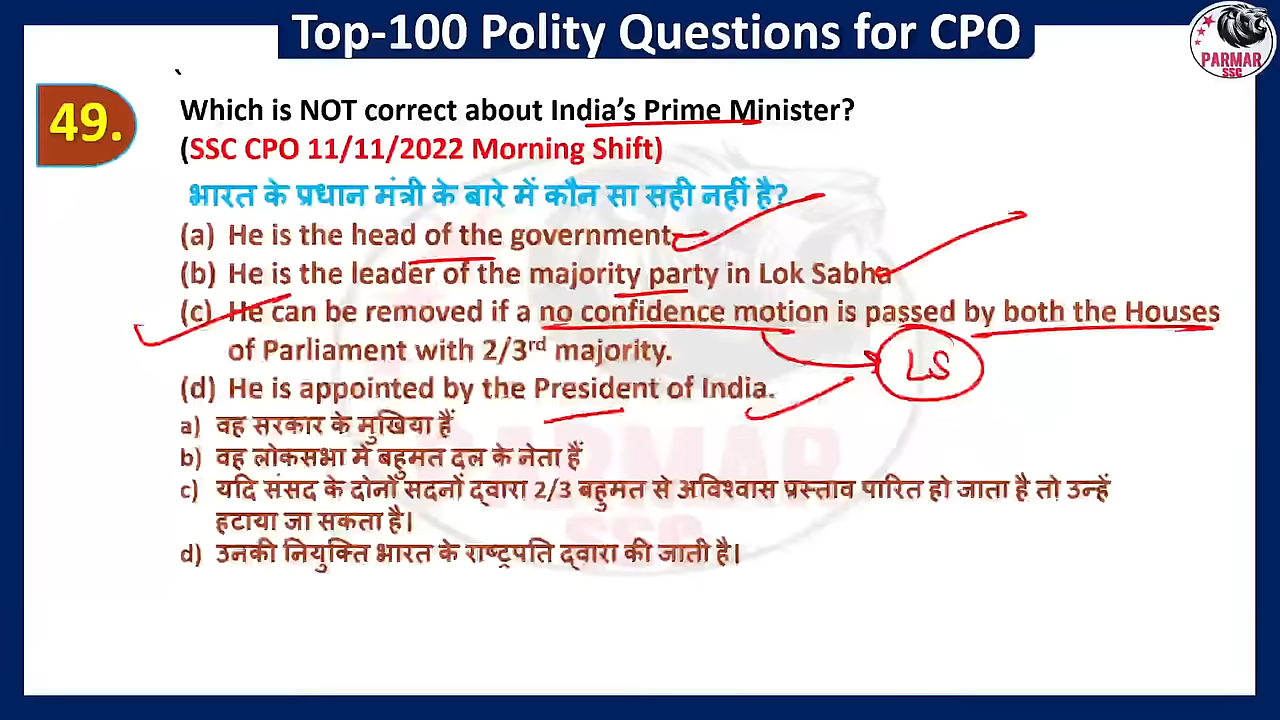 Top-100 Polity Questions for CPO
PARMAR
SSC
49.
Which is NOT correct about India's Prime Minister?
(SSC CPO 11/11/2022 Morning Shift)
भारत के प्रधान मंत्री के बारे में कौन सा सही नहीं है?
(a) He is the head of the government
(b) He is the leader of the majority party in Lok Sabha
(c) He can be removed if a no confidence motion is passed by both the Houses
of Parliament with 2/3rd majority.
LS
(d) He is appointed by the President of India.
a) वह सरकार के मुखिया हैं
b) वह लोकसभा में बहुमत दल के नेता हैं
c) यदि संसद के दोनों सदनों द्वारा 2/3 बहुमत से अविश्वास प्रस्ताव पारित हो जाता है तो उन्हें
हटाया जा सकता है।
d) उनकी नियुक्ति भारत के राष्ट्रपति द्वारा की जाती है।
PARMAR
SSC